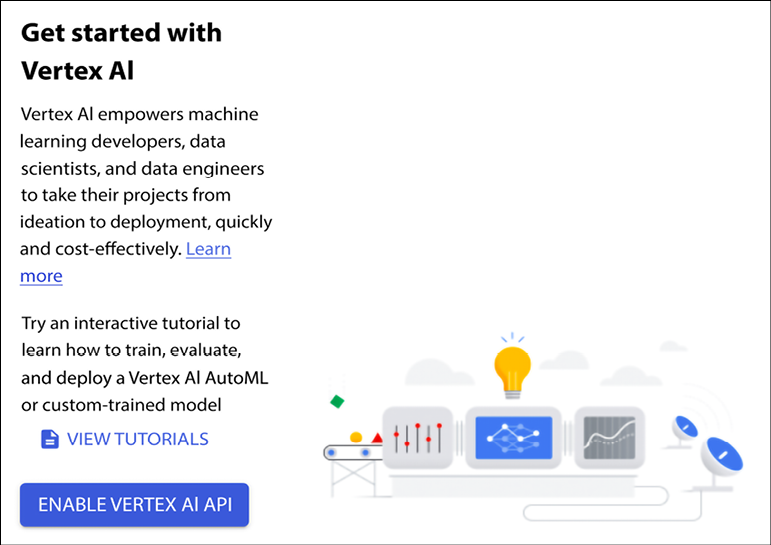 Get started with
Vertex AI
Vertex AI empowers machine
learning developers, data
scientists, and data engineers
to take their projects from
ideation to deployment, quickly
and cost-effectively. Learn
more
Try an interactive tutorial to
learn how to train, evaluate,
and deploy a Vertex AI AutoML
or custom-trained model
VIEW TUTORIALS
ENABLE VERTEX AI API